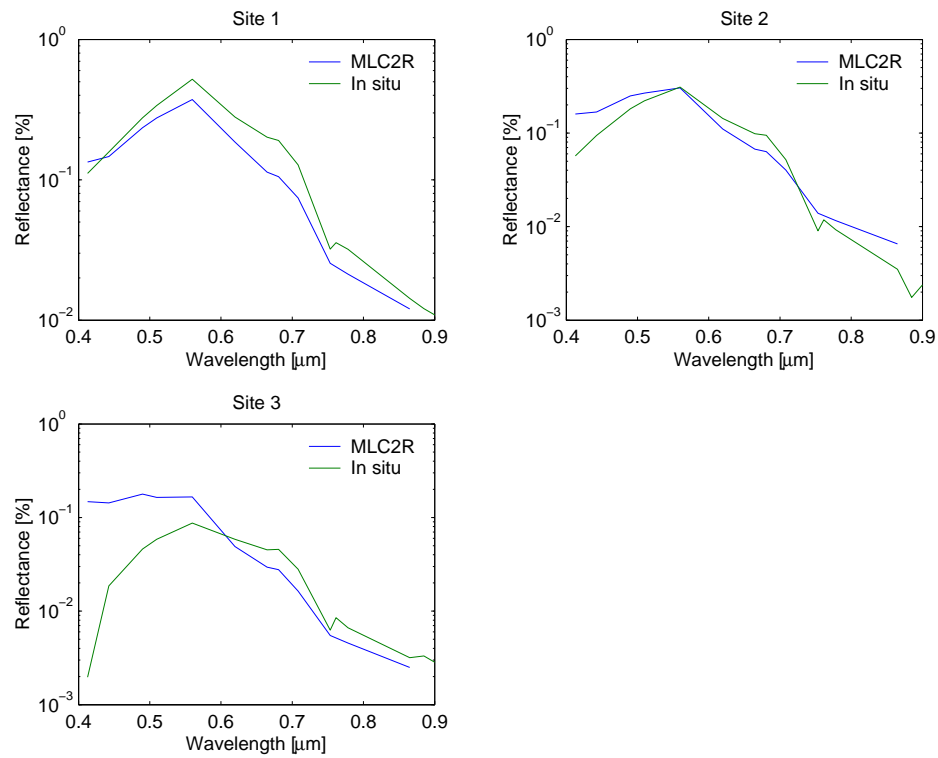 Site 1
10^0
10^−1
10^−2
Reflectance [%]
MLC2R
In situ
0.4 0.5 0.6 0.7 0.8 0.9
Wavelength [μm]
Site 2
10^0
10^−1
10^−2
10^−3
Reflectance [%]
MLC2R
In situ
0.4 0.5 0.6 0.7 0.8 0.9
Wavelength [μm]
Site 3
10^0
10^−1
10^−2
10^−3
Reflectance [%]
MLC2R
In situ
0.4 0.5 0.6 0.7 0.8 0.9
Wavelength [μm]